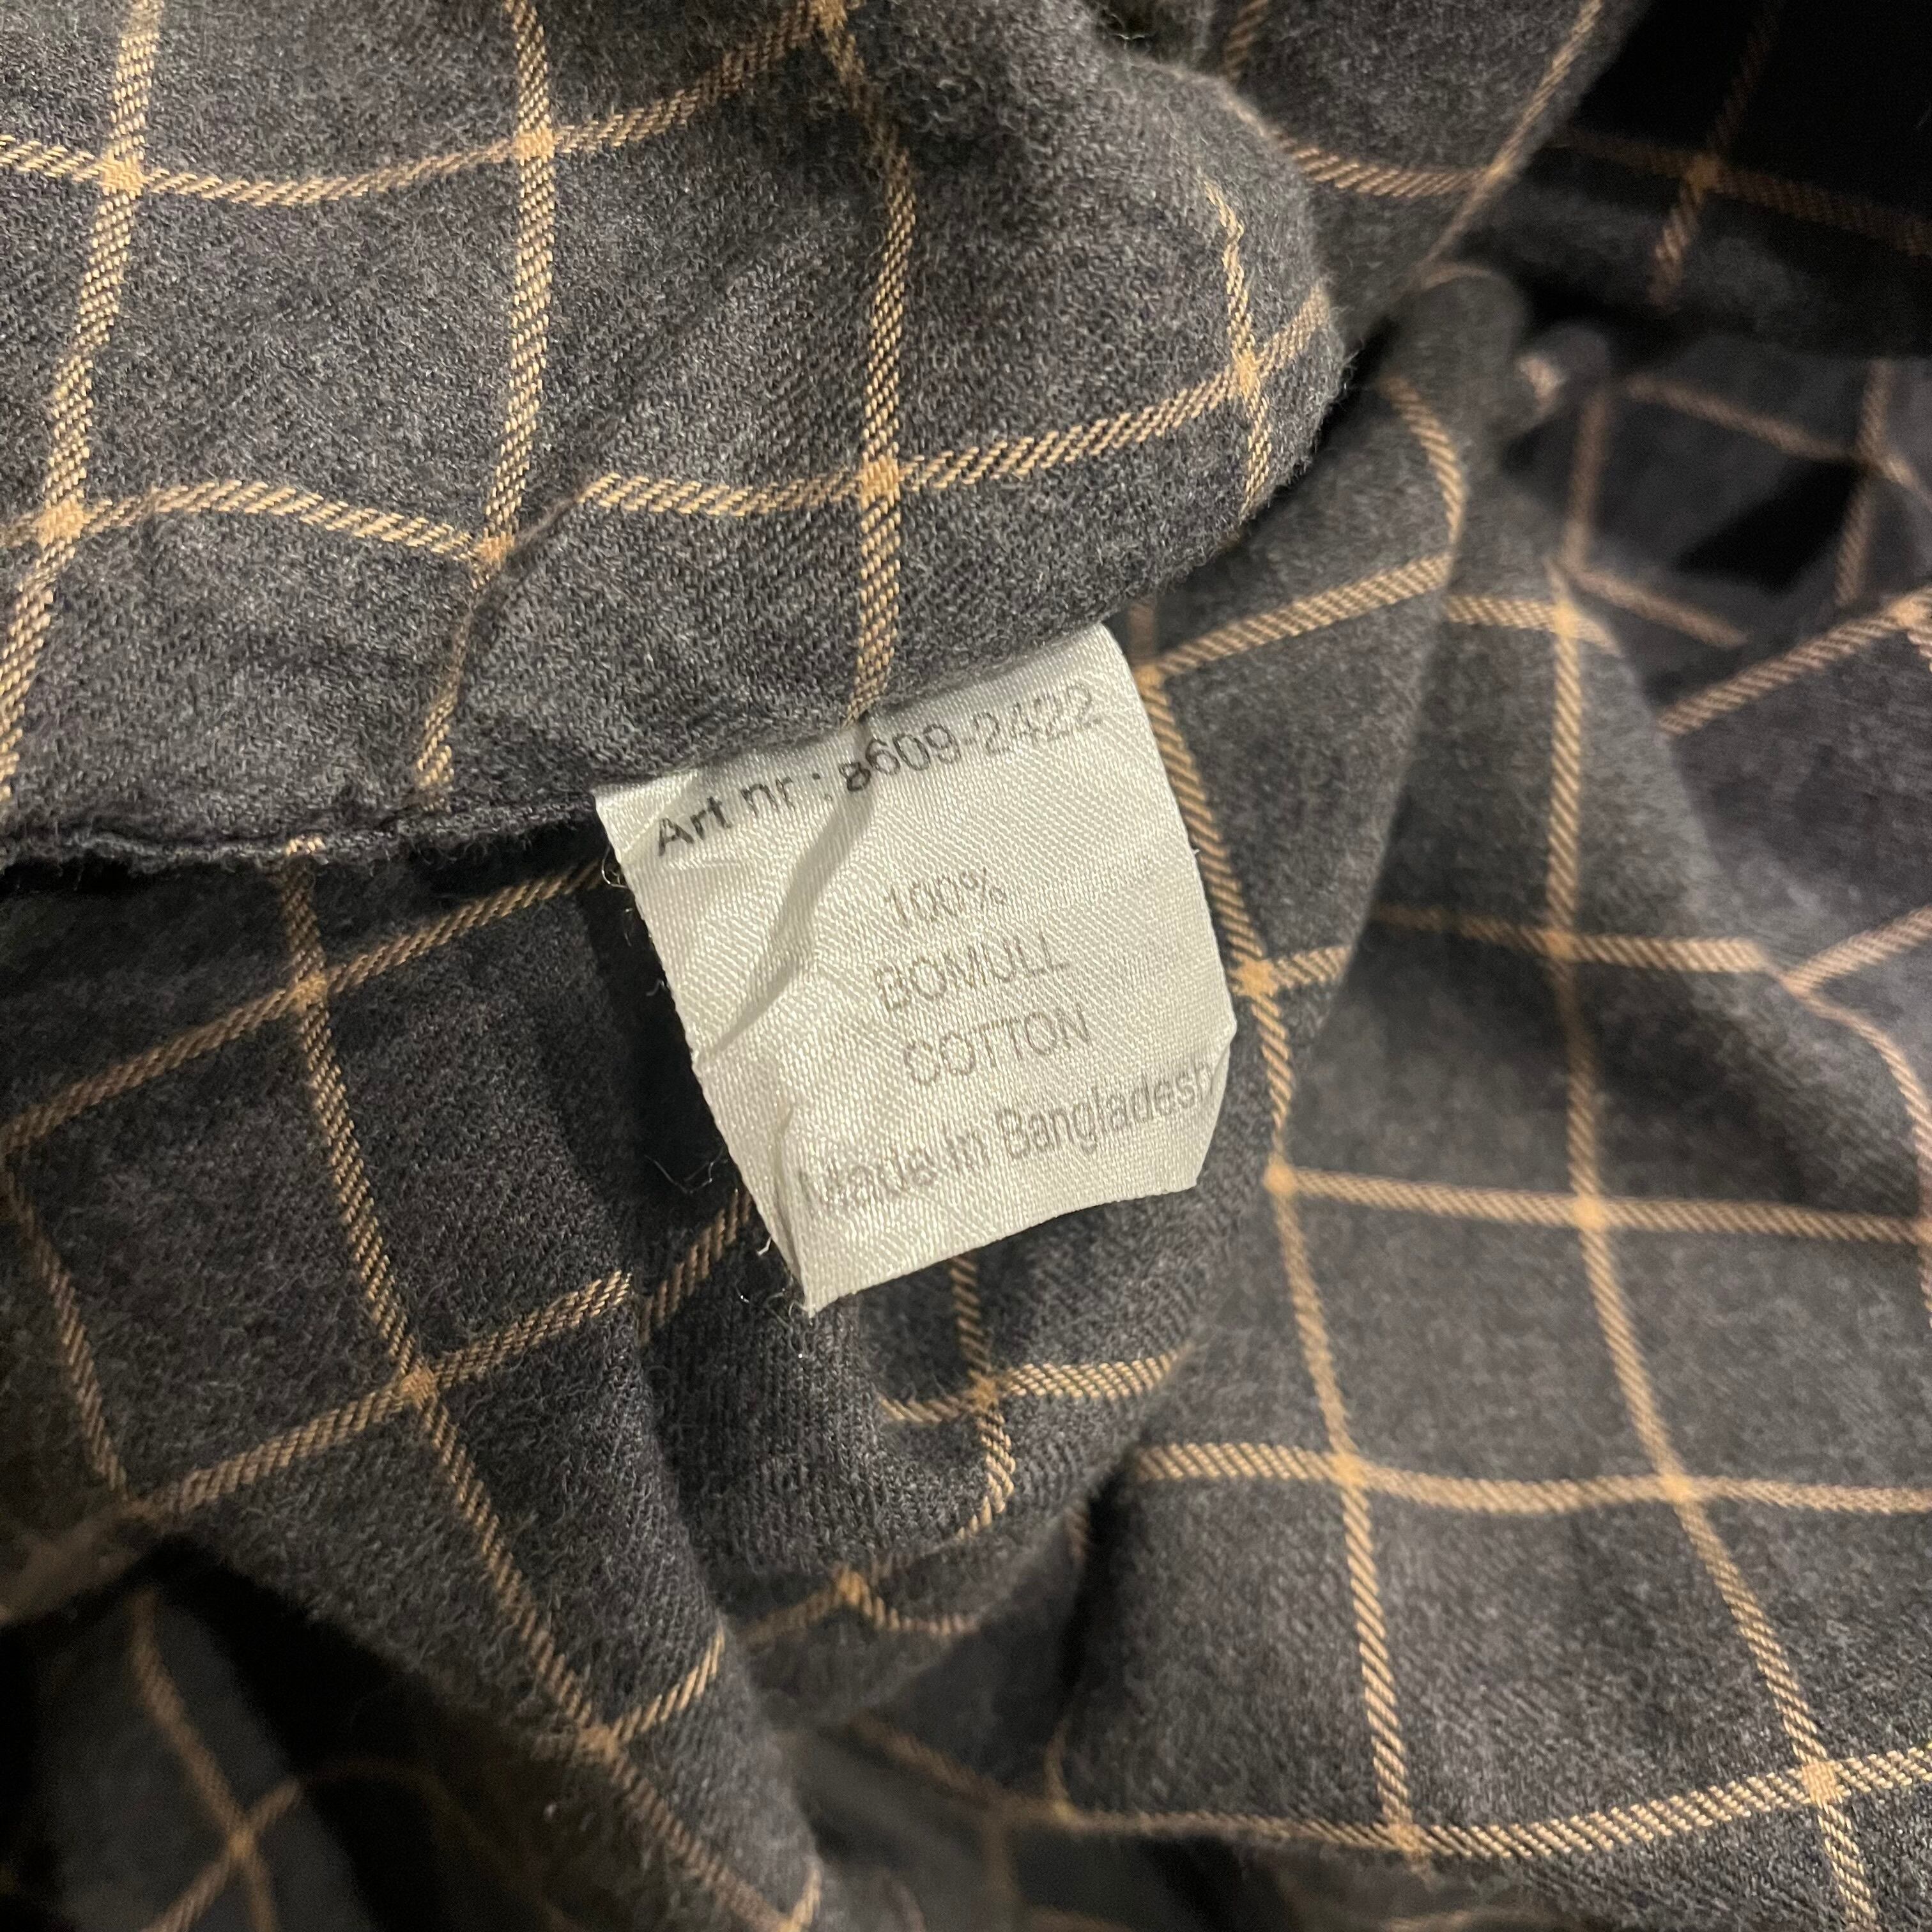 Art nr: 8609-2422
100%
BOMULL
COTTON
Made in Bangladesh